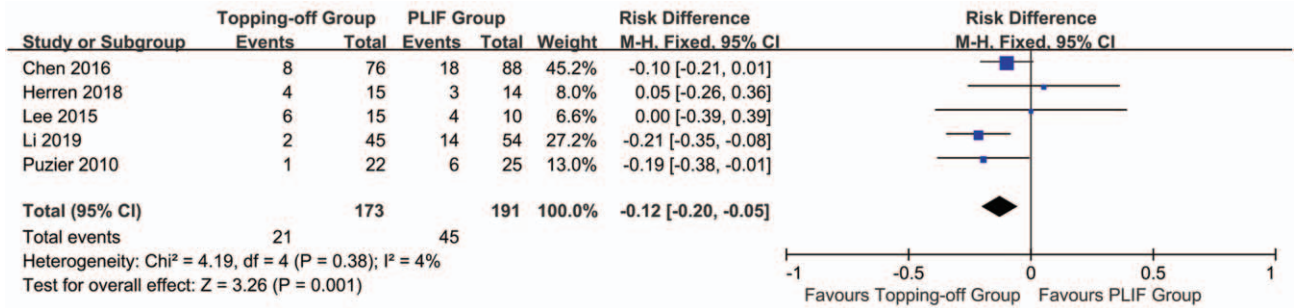 Topping-off Group PLIF Group Risk Difference Risk Difference
Study or Subgroup Events Total Events Total Weight M-H, Fixed, 95% CI M-H, Fixed, 95% CI
Chen 2016 8 76 18 88 45.2% -0.10 [-0.21, 0.01]
Herren 2018 4 15 3 14 8.0% 0.05 [-0.26, 0.36]
Lee 2015 6 15 4 10 6.6% 0.00 [-0.39, 0.39]
Li 2019 2 45 14 54 27.2% -0.21 [-0.35, -0.08]
Puzier 2010 1 22 6 25 13.0% -0.19 [-0.38, -0.01]
Total (95% CI) 173 191 100.0% -0.12 [-0.20, -0.05]
Total events 21 45
Heterogeneity: Chi² = 4.19, df = 4 (P = 0.38); I² = 4%
Test for overall effect: Z = 3.26 (P = 0.001)
-1 -0.5 0 0.5 1
Favours Topping-off Group Favours PLIF Group